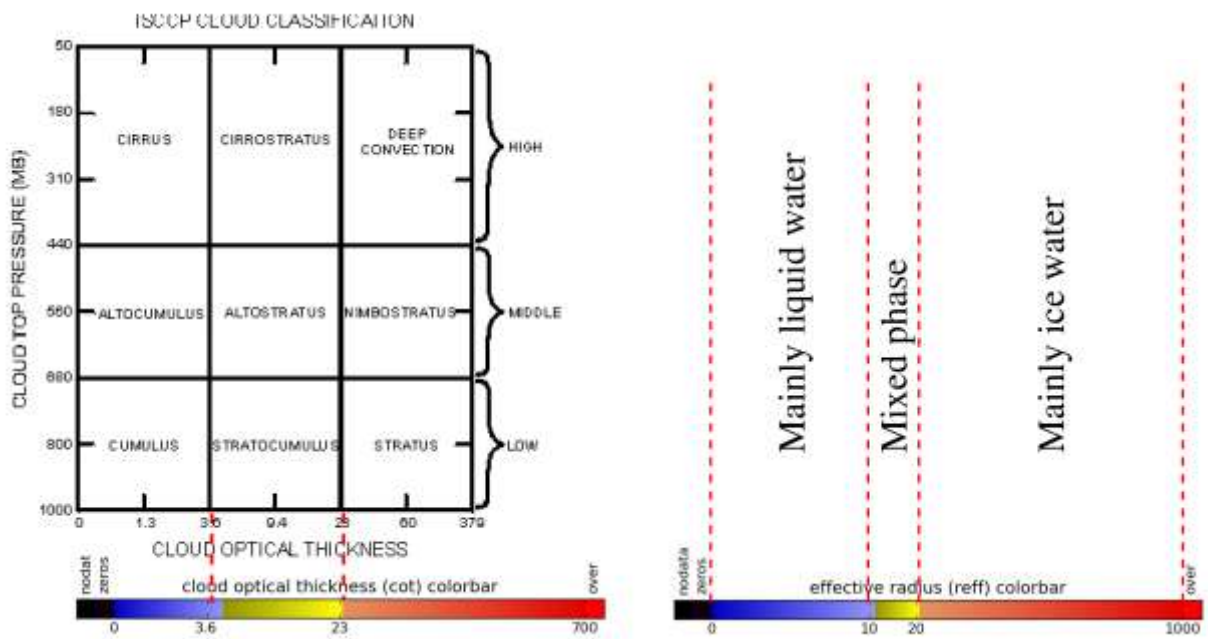 ISCCP CLOUD CLASSIFICATION
CLOUD TOP PRESSURE (MB)
50
180
310
440
560
680
800
1000
CIRRUS
CIRROSTRATUS
DEEP
CONVECTION
HIGH
ALTOCUMULUS
ALTOSTRATUS
NIMBOSTRATUS
MIDDLE
CUMULUS
STRATOCUMULUS
STRATUS
LOW
0 1.3 3.6 9.4 23 60 379
CLOUD OPTICAL THICKNESS
nodat
zeros
cloud optical thickness (cot) colorbar
over
0 3.6 23 700
Mainly liquid water
Mixed phase
Mainly ice water
nodata
zeros
effective radius (reff) colorbar
over
0 10 20 1000